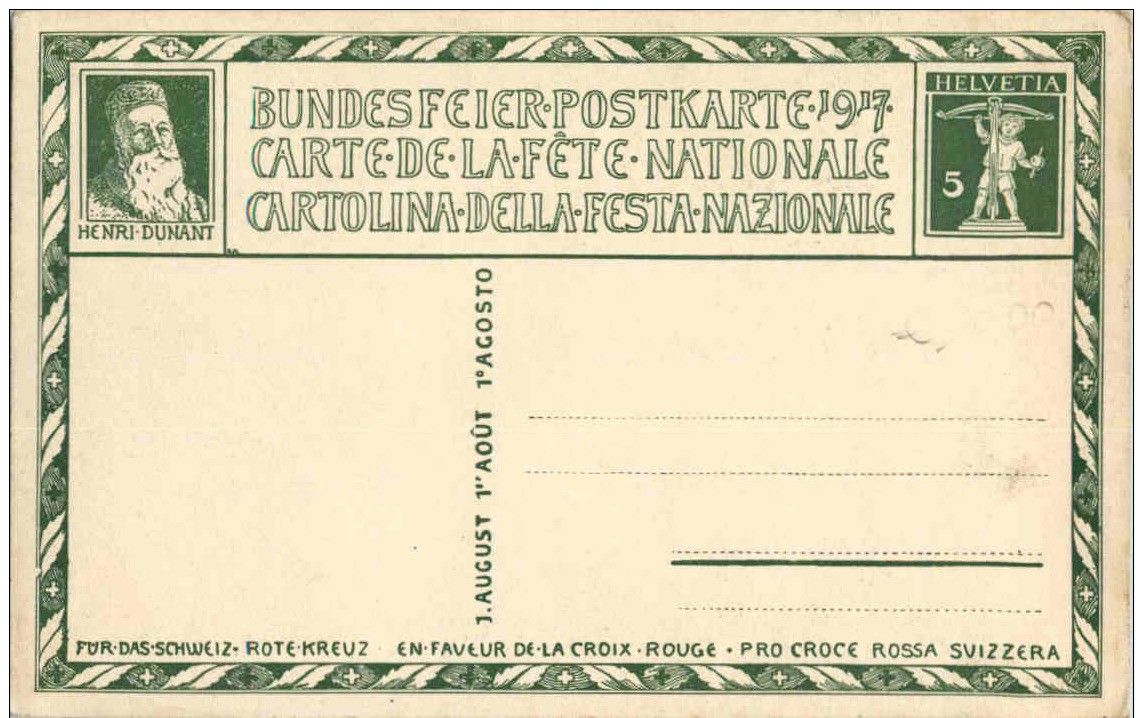 HENRI·DUNANT
BUNDESFEIER·POSTKARTE·1917·
CARTE·DE·LA·FÊTE·NATIONALE
CARTOLINA·DELLA·FESTA·NAZIONALE
HELVETIA
5
1. AUGUST 1ER AOÛT 1º AGOSTO
FÜR·DAS·SCHWEIZ·ROTE·KREUZ · EN·FAVEUR DE·LA CROIX·ROUGE · PRO CROCE ROSSA SVIZZERA